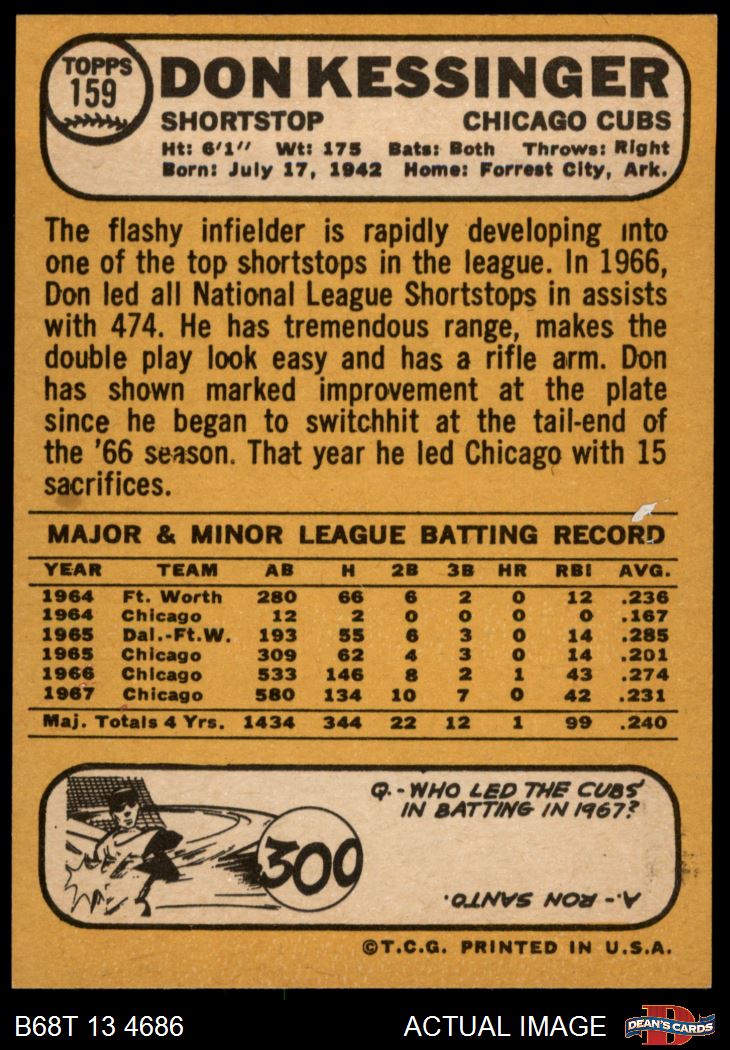 TOPPS
159
DON KESSINGER
SHORTSTOP CHICAGO CUBS
Ht: 6'1" Wt: 175 Bats: Both Throws: Right
Born: July 17, 1942 Home: Forrest City, Ark.
The flashy infielder is rapidly developing into
one of the top shortstops in the league. In 1966,
Don led all National League Shortstops in assists
with 474. He has tremendous range, makes the
double play look easy and has a rifle arm. Don
has shown marked improvement at the plate
since he began to switchhit at the tail-end of
the '66 season. That year he led Chicago with 15
sacrifices.
MAJOR & MINOR LEAGUE BATTING RECORD
YEAR TEAM AB H 2B 3B HR RBI AVG.
1964 Ft. Worth 280 66 6 2 0 12 .236
1964 Chicago 12 2 0 0 0 0 .167
1965 Dal.-Ft.W. 193 55 6 3 0 14 .285
1965 Chicago 309 62 4 3 0 14 .201
1966 Chicago 533 146 8 2 1 43 .274
1967 Chicago 580 134 10 7 0 42 .231
Maj. Totals 4 Yrs. 1434 344 22 12 1 99 .240
300
Q.-WHO LED THE CUBS'
IN BATTING IN 1967?
A.-RON SANTO.
©T.C.G. PRINTED IN U.S.A.
B68T 13 4686 ACTUAL IMAGE
D
DEAN'S CARDS